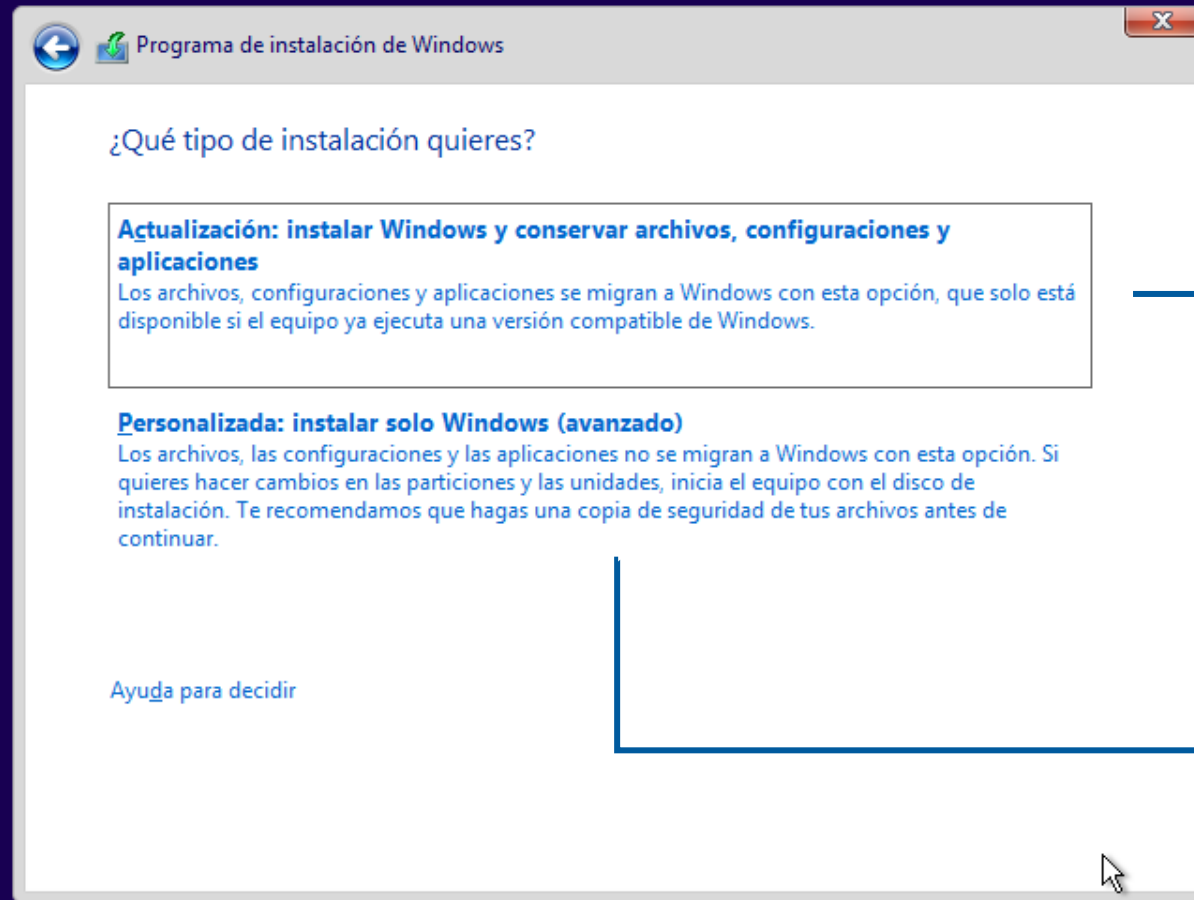 Programa de instalación de Windows
¿Qué tipo de instalación quieres?
Actualización: instalar Windows y conservar archivos, configuraciones y
aplicaciones
Los archivos, configuraciones y aplicaciones se migran a Windows con esta opción, que solo está
disponible si el equipo ya ejecuta una versión compatible de Windows.
Personalizada: instalar solo Windows (avanzado)
Los archivos, las configuraciones y las aplicaciones no se migran a Windows con esta opción. Si
quieres hacer cambios en las particiones y las unidades, inicia el equipo con el disco de
instalación. Te recomendamos que hagas una copia de seguridad de tus archivos antes de
continuar.
Ayuda para decidir